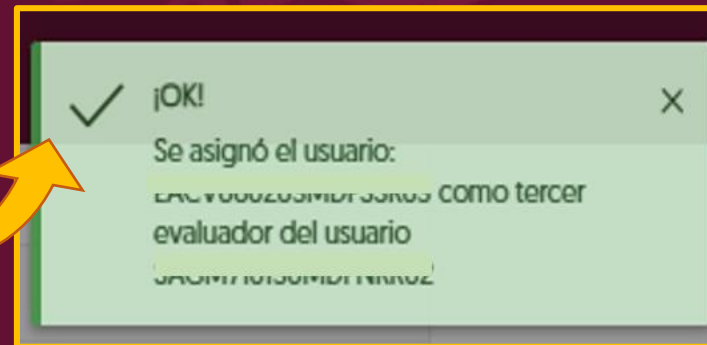 ¡OK!
Se asignó el usuario:
como tercer
evaluador del usuario